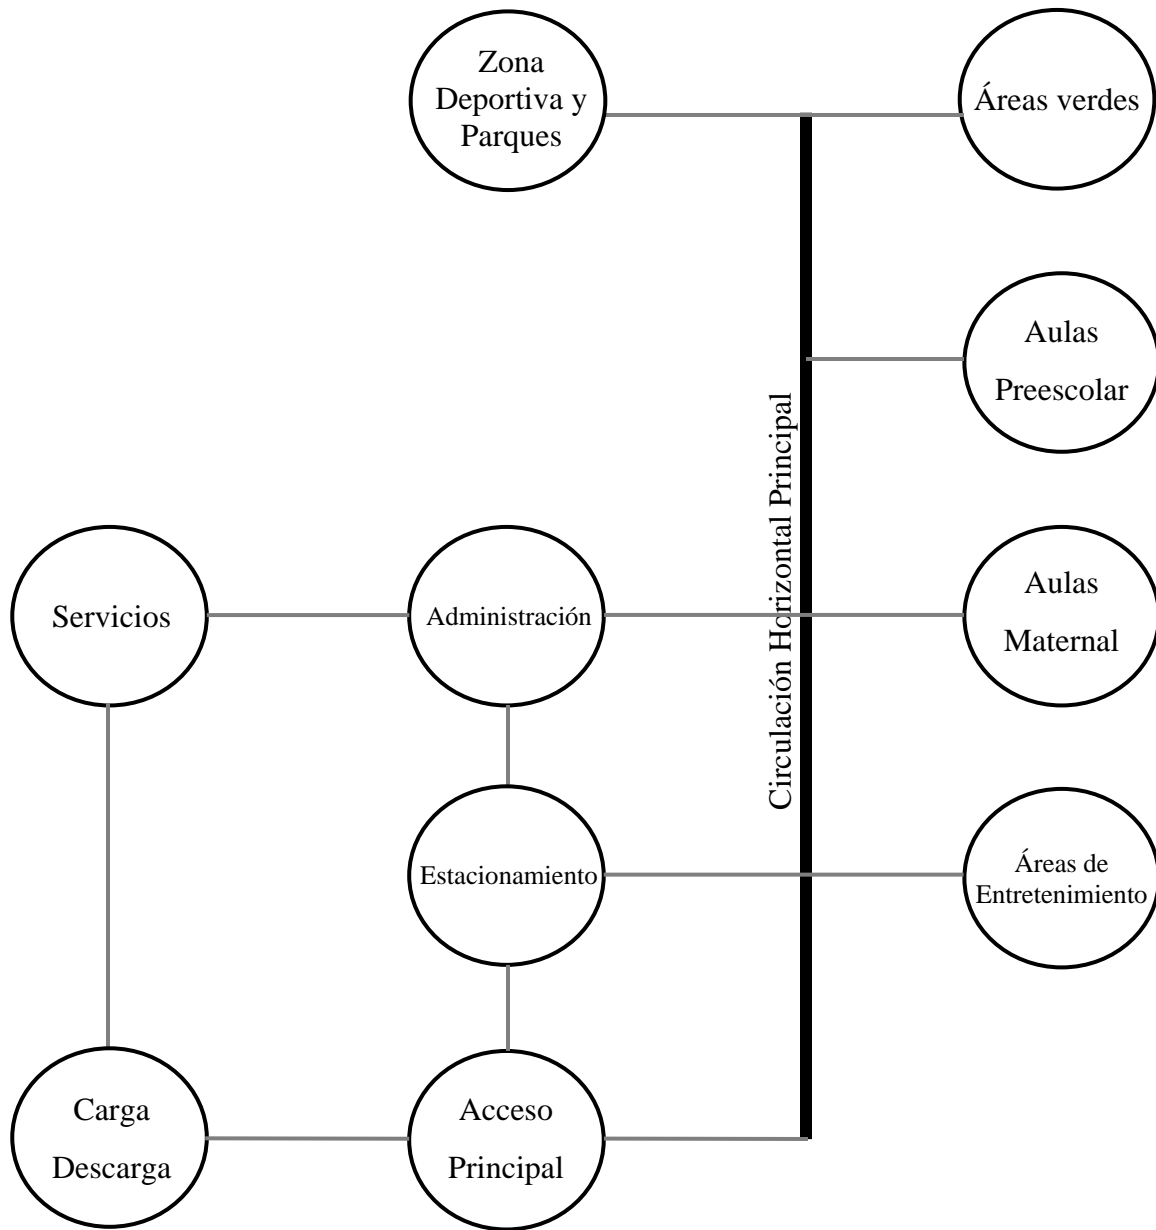 Zona
Deportiva y
Parques
Áreas verdes
Aulas
Preescolar
Circulación Horizontal Principal
Servicios
Administración
Aulas
Maternal
Estacionamiento
Áreas de
Entretenimiento
Carga
Descarga
Acceso
Principal